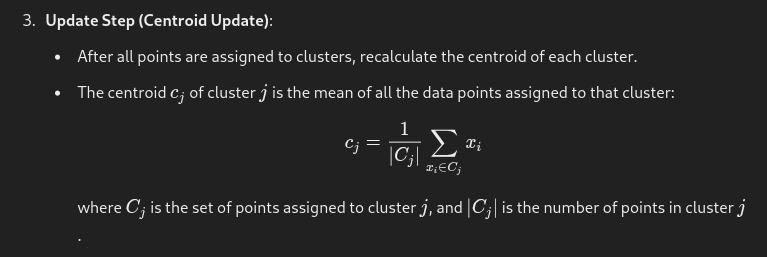 3. Update Step (Centroid Update):
• After all points are assigned to clusters, recalculate the centroid of each cluster.
• The centroid $c_j$ of cluster $j$ is the mean of all the data points assigned to that cluster:
$c_j = \frac{1}{|C_j|} \sum_{x_i \in C_j} x_i$
where $C_j$ is the set of points assigned to cluster $j$, and $|C_j|$ is the number of points in cluster $j$
.